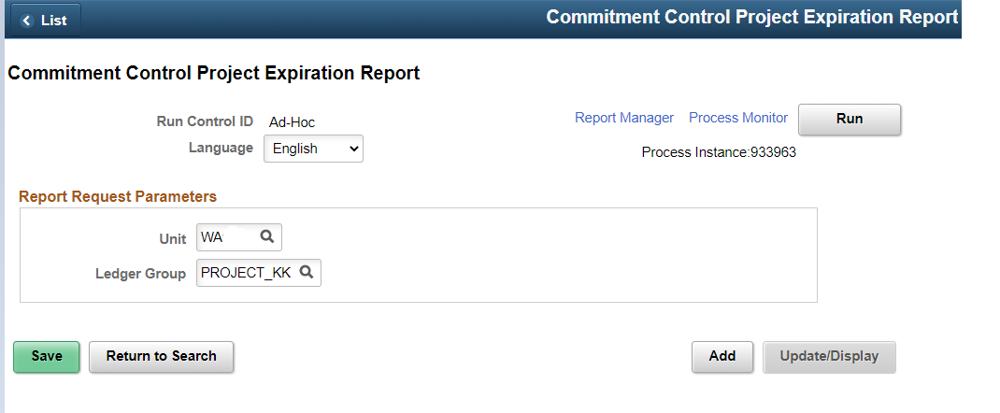 List
Commitment Control Project Expiration Report
Commitment Control Project Expiration Report
Run Control ID Ad-Hoc
Report Manager Process Monitor Run
Language English
Process Instance:933963
Report Request Parameters
Unit WA
Ledger Group PROJECT_KK
Save Return to Search Add Update/Display